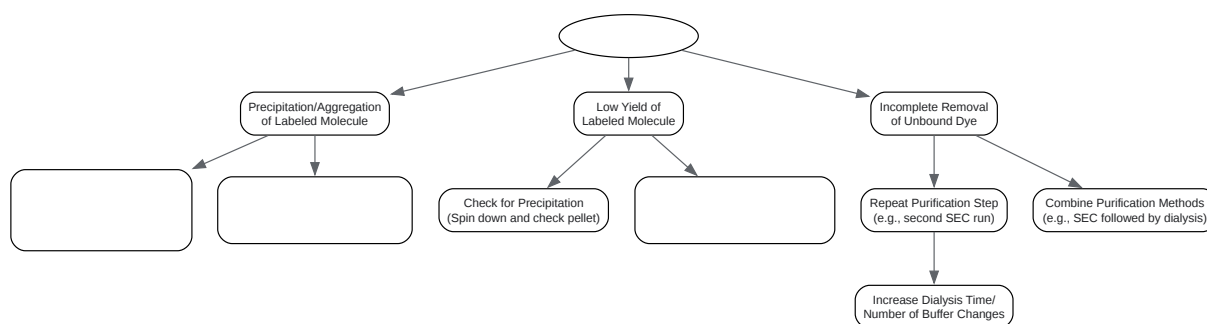 Precipitation/Aggregation
of Labeled Molecule
Low Yield of
Labeled Molecule
Incomplete Removal
of Unbound Dye
Check for Precipitation
(Spin down and check pellet)
Repeat Purification Step
(e.g., second SEC run)
Combine Purification Methods
(e.g., SEC followed by dialysis)
Increase Dialysis Time/
Number of Buffer Changes